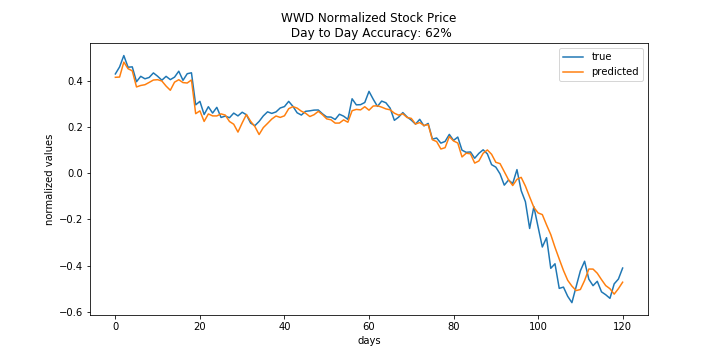 WWD Normalized Stock Price
Day to Day Accuracy: 62%
true
predicted
normalized values
0.4
0.2
0.0
−0.2
−0.4
−0.6
0 20 40 60 80 100 120
days